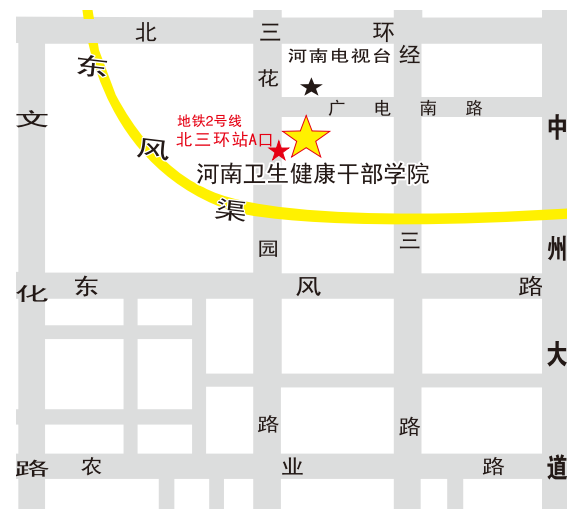 北三环
河南电视台
经三路
花园路
广电南路
地铁2号线
北三环站A口
河南卫生健康干部学院
东风渠
文化路
中州大道
东风路
农业路